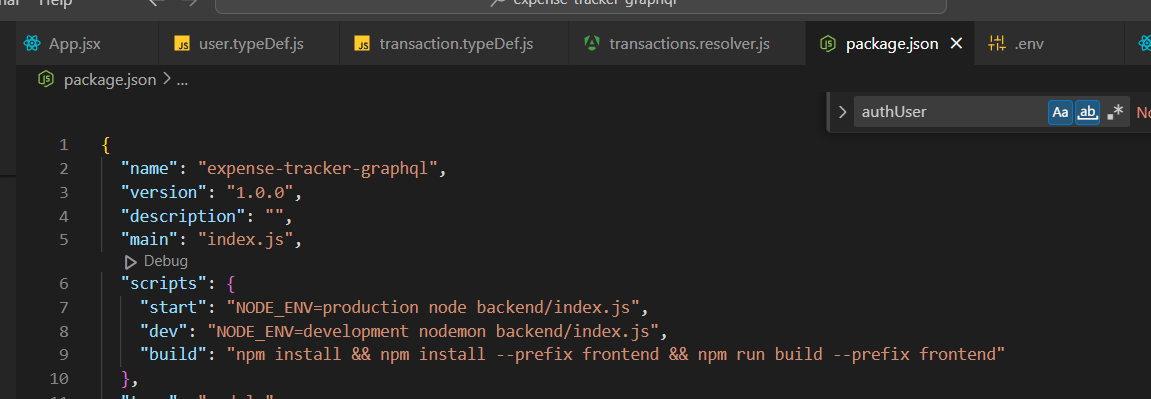 Help
expense-tracker-graphql
App.jsx
user.typeDef.js
transaction.typeDef.js
transactions.resolver.js
package.json
.env
package.json > ...
authUser
Aa
ab
No
1 {
2 "name": "expense-tracker-graphql",
3 "version": "1.0.0",
4 "description": "",
5 "main": "index.js",
Debug
6 "scripts": {
7 "start": "NODE_ENV=production node backend/index.js",
8 "dev": "NODE_ENV=development nodemon backend/index.js",
9 "build": "npm install && npm install --prefix frontend && npm run build --prefix frontend"
10 },